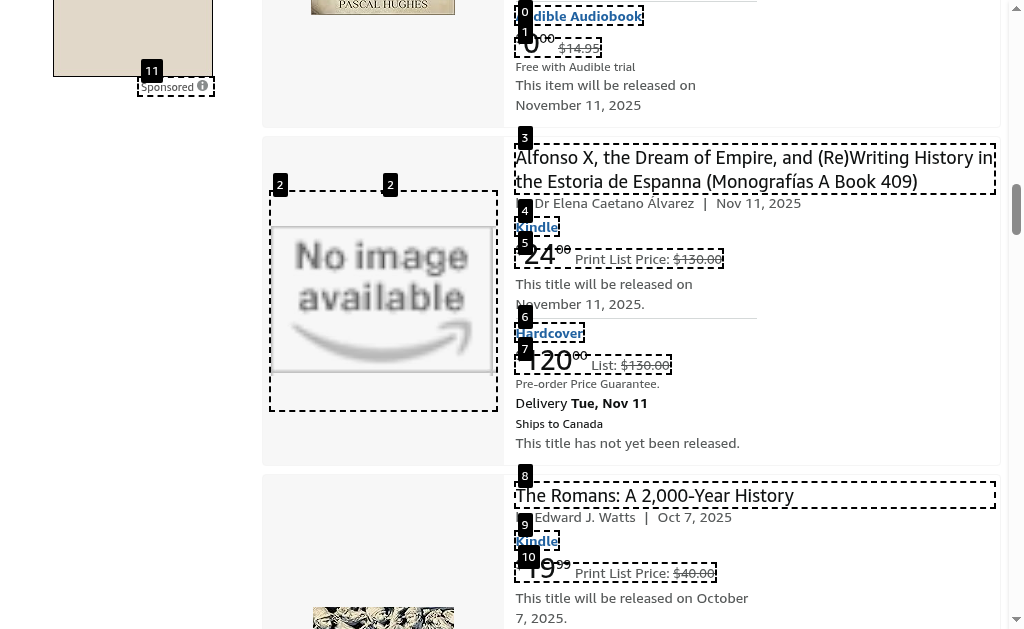 PASCAL HUGHES
11
Sponsored
0
Audible Audiobook
1
0 00 $14.95
Free with Audible trial
This item will be released on
November 11, 2025
2
2
No image
available
3
Alfonso X, the Dream of Empire, and (Re)Writing History in
the Estoria de Espanna (Monografías A Book 409)
Dr Elena Caetano Álvarez | Nov 11, 2025
4
Kindle
5
24 00 Print List Price: $130.00
This title will be released on
November 11, 2025.
6
Hardcover
7
120 00 List: $130.00
Pre-order Price Guarantee.
Delivery Tue, Nov 11
Ships to Canada
This title has not yet been released.
8
The Romans: A 2,000-Year History
Edward J. Watts | Oct 7, 2025
9
Kindle
10
19 99 Print List Price: $40.00
This title will be released on October
7, 2025.